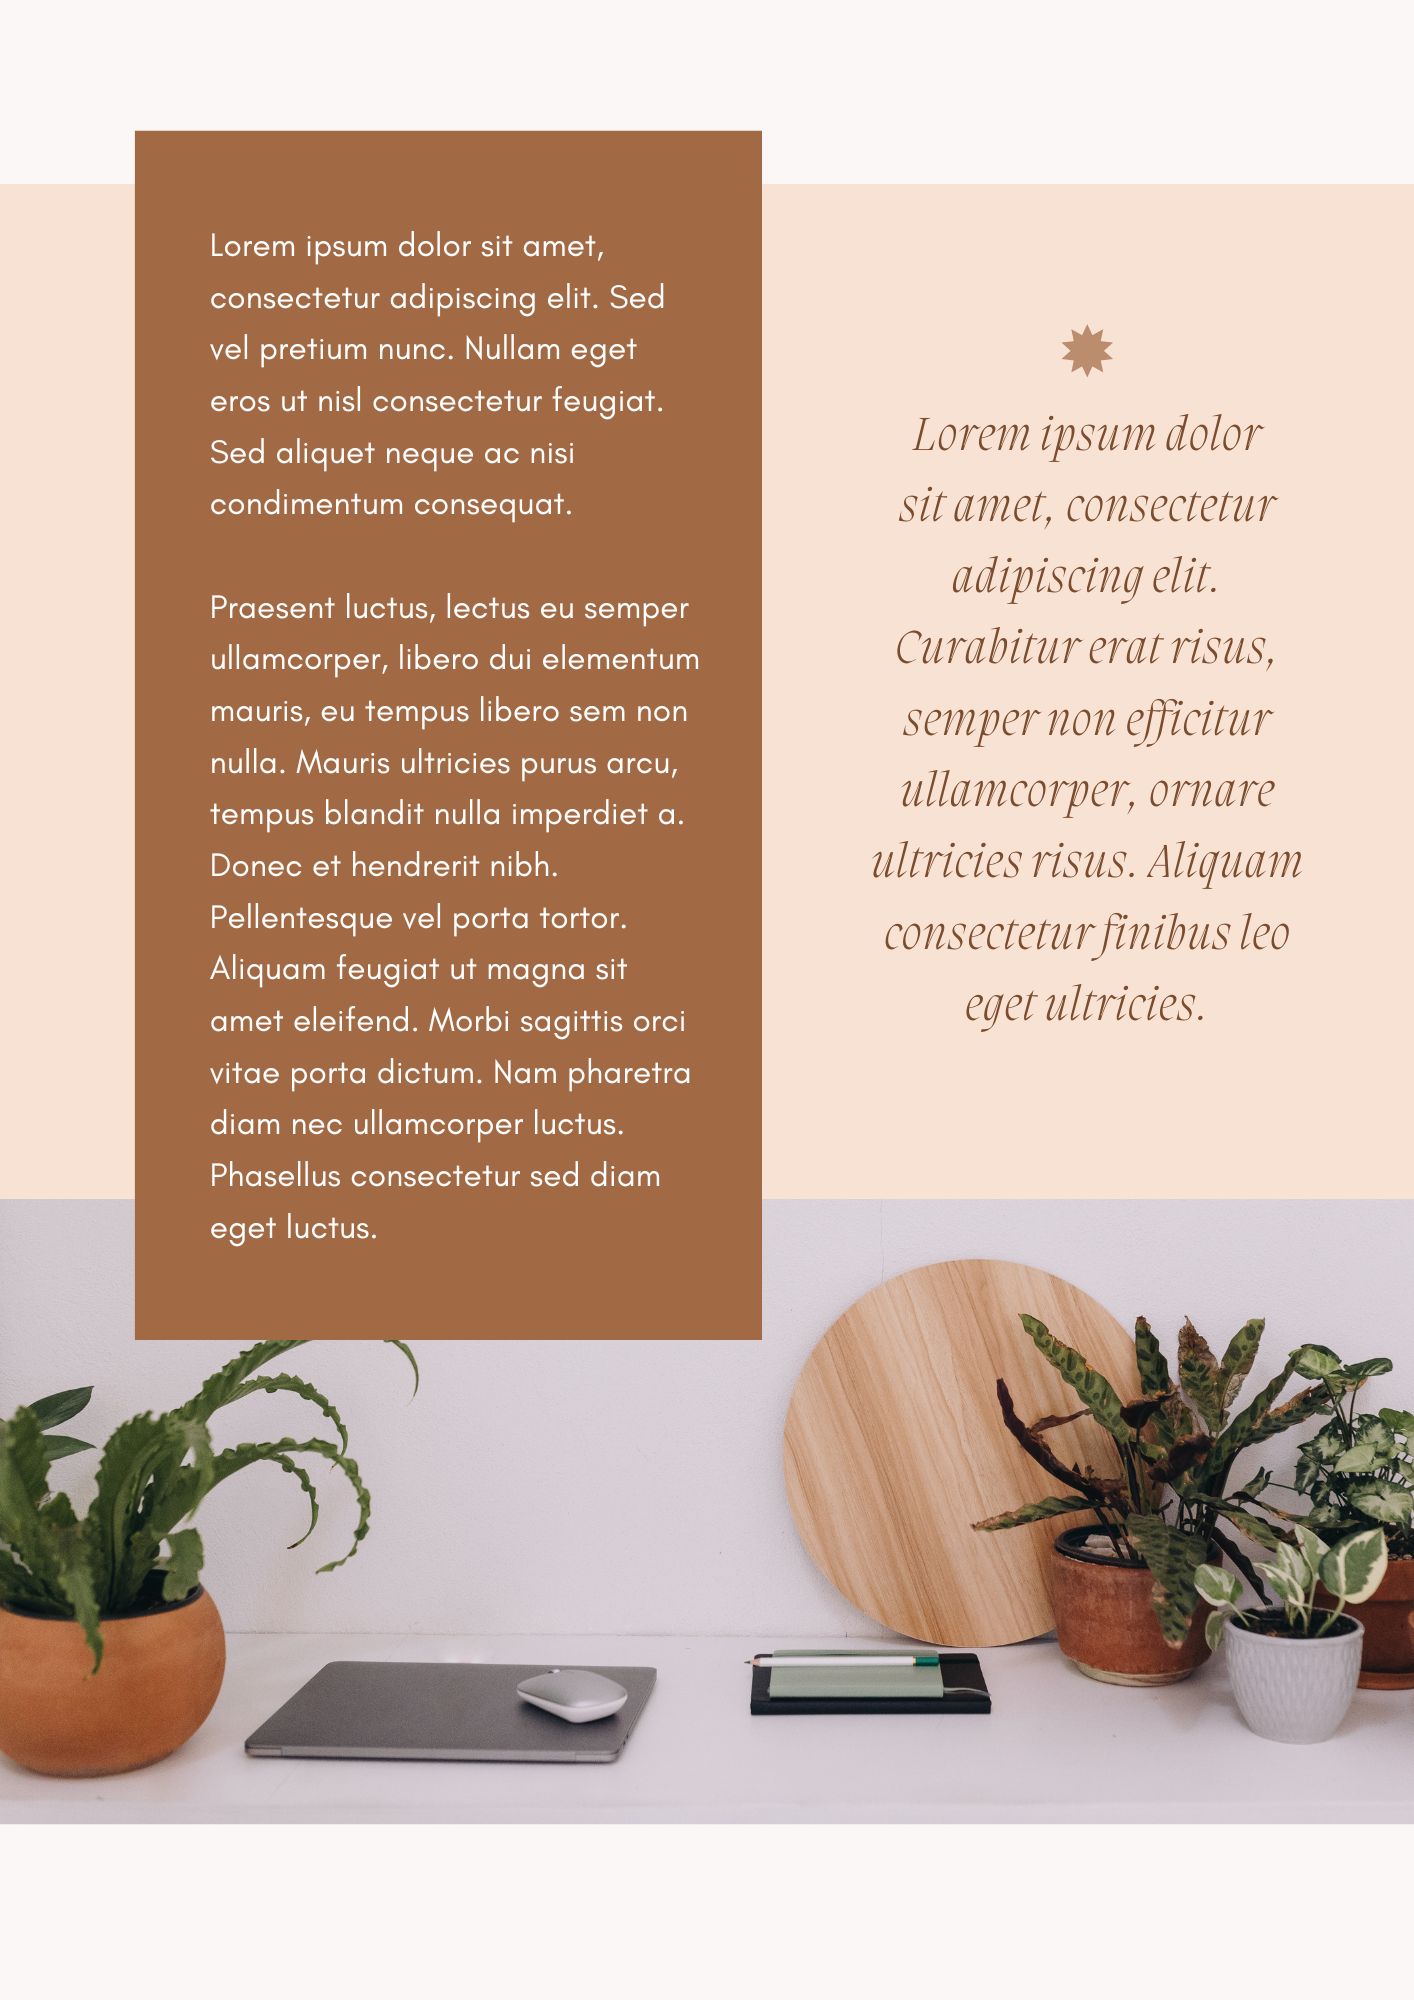 Lorem ipsum dolor sit amet,
consectetur adipiscing elit. Sed
vel pretium nunc. Nullam eget
eros ut nisl consectetur feugiat.
Sed aliquet neque ac nisi
condimentum consequat.
Praesent luctus, lectus eu semper
ullamcorper, libero dui elementum
mauris, eu tempus libero sem non
nulla. Mauris ultricies purus arcu,
tempus blandit nulla imperdiet a.
Donec et hendrerit nibh.
Pellentesque vel porta tortor.
Aliquam feugiat ut magna sit
amet eleifend. Morbi sagittis orci
vitae porta dictum. Nam pharetra
diam nec ullamcorper luctus.
Phasellus consectetur sed diam
eget luctus.
Lorem ipsum dolor
sit amet, consectetur
adipiscing elit.
Curabitur erat risus,
semper non efficitur
ullamcorper, ornare
ultricies risus. Aliquam
consectetur finibus leo
eget ultricies.